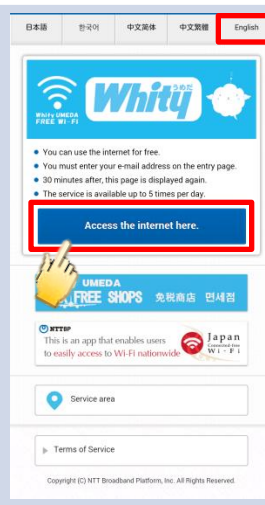 日本語 한국어 中文简体 中文繁體 English
Whity うめだ
Whity UMEDA
FREE WI-FI
You can use the internet for free.
You must enter your e-mail address on the entry page.
30 minutes after, this page is displayed again.
The service is available up to 5 times per day.
Access the internet here.
UMEDA
FREE SHOPS 免税商店 면세점
NTTBP
This is an app that enables users
to easily access to Wi-Fi nationwide
Japan
Connected-free
Wi-Fi
Service area
Terms of Service
Copyright (C) NTT Broadband Platform, Inc. All Rights Reserved.